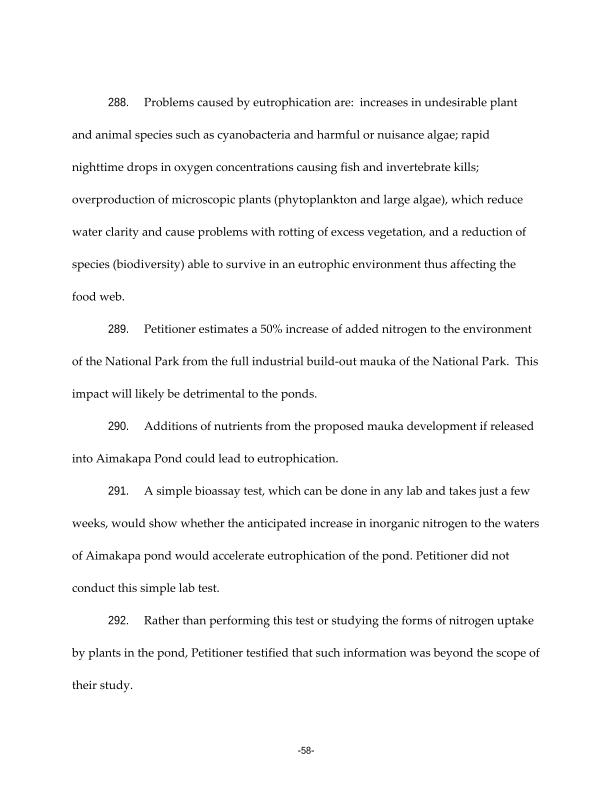 288. Problems caused by eutrophication are: increases in undesirable plant
and animal species such as cyanobacteria and harmful or nuisance algae; rapid
nighttime drops in oxygen concentrations causing fish and invertebrate kills;
overproduction of microscopic plants (phytoplankton and large algae), which reduce
water clarity and cause problems with rotting of excess vegetation, and a reduction of
species (biodiversity) able to survive in an eutrophic environment thus affecting the
food web.
289. Petitioner estimates a 50% increase of added nitrogen to the environment
of the National Park from the full industrial build-out mauka of the National Park. This
impact will likely be detrimental to the ponds.
290. Additions of nutrients from the proposed mauka development if released
into Aimakapa Pond could lead to eutrophication.
291. A simple bioassay test, which can be done in any lab and takes just a few
weeks, would show whether the anticipated increase in inorganic nitrogen to the waters
of Aimakapa pond would accelerate eutrophication of the pond. Petitioner did not
conduct this simple lab test.
292. Rather than performing this test or studying the forms of nitrogen uptake
by plants in the pond, Petitioner testified that such information was beyond the scope of
their study.
-58-